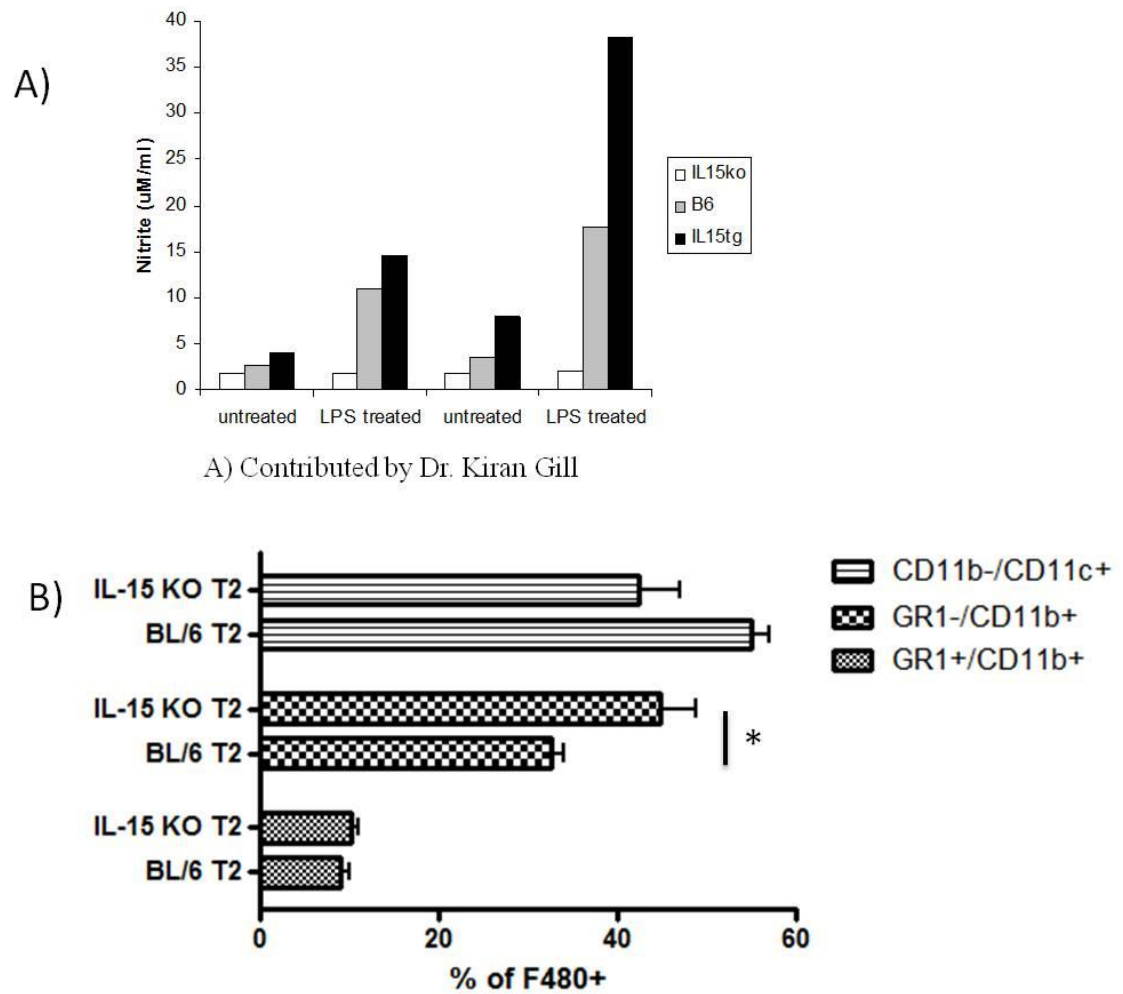 A)
40
35
30
25
20
15
10
5
0
Nitrite (uM/ml)
IL15ko
B6
IL15tg
untreated LPS treated untreated LPS treated
A) Contributed by Dr. Kiran Gill
B)
IL-15 KO T2
BL/6 T2
IL-15 KO T2
BL/6 T2
IL-15 KO T2
BL/6 T2
CD11b-/CD11c+
GR1-/CD11b+
GR1+/CD11b+
*
0 20 40 60
% of F480+